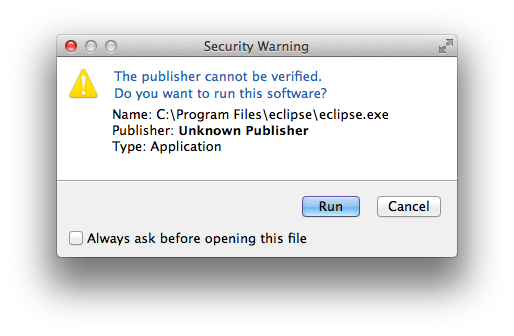 Security Warning
The publisher cannot be verified.
Do you want to run this software?
Name: C:\Program Files\eclipse\eclipse.exe
Publisher: Unknown Publisher
Type: Application
Run Cancel
Always ask before opening this file